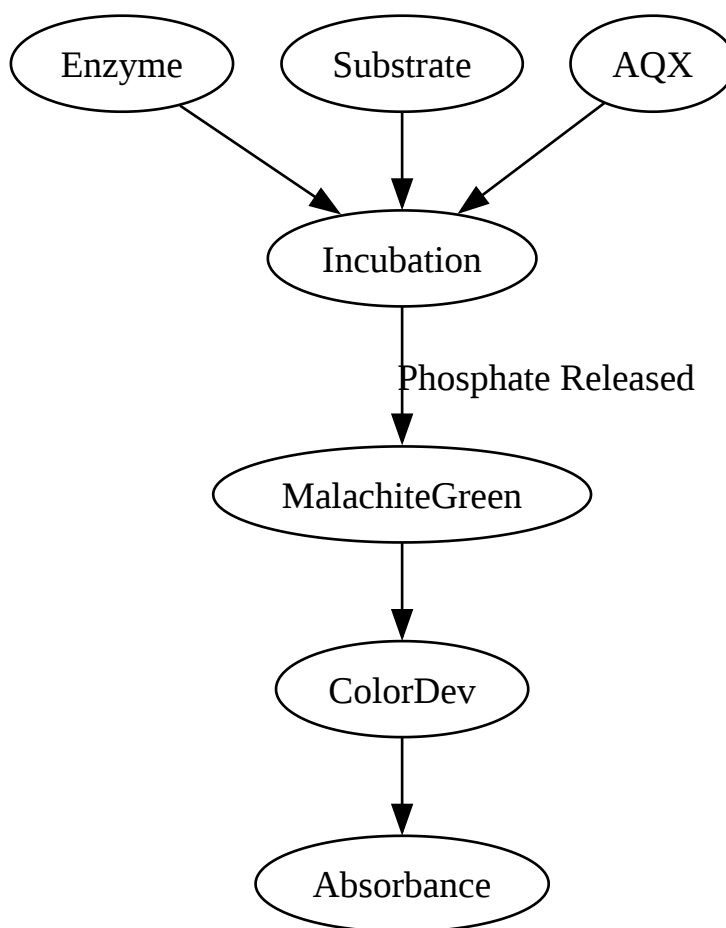 Enzyme
Substrate
AQX
Incubation
Phosphate Released
MalachiteGreen
ColorDev
Absorbance